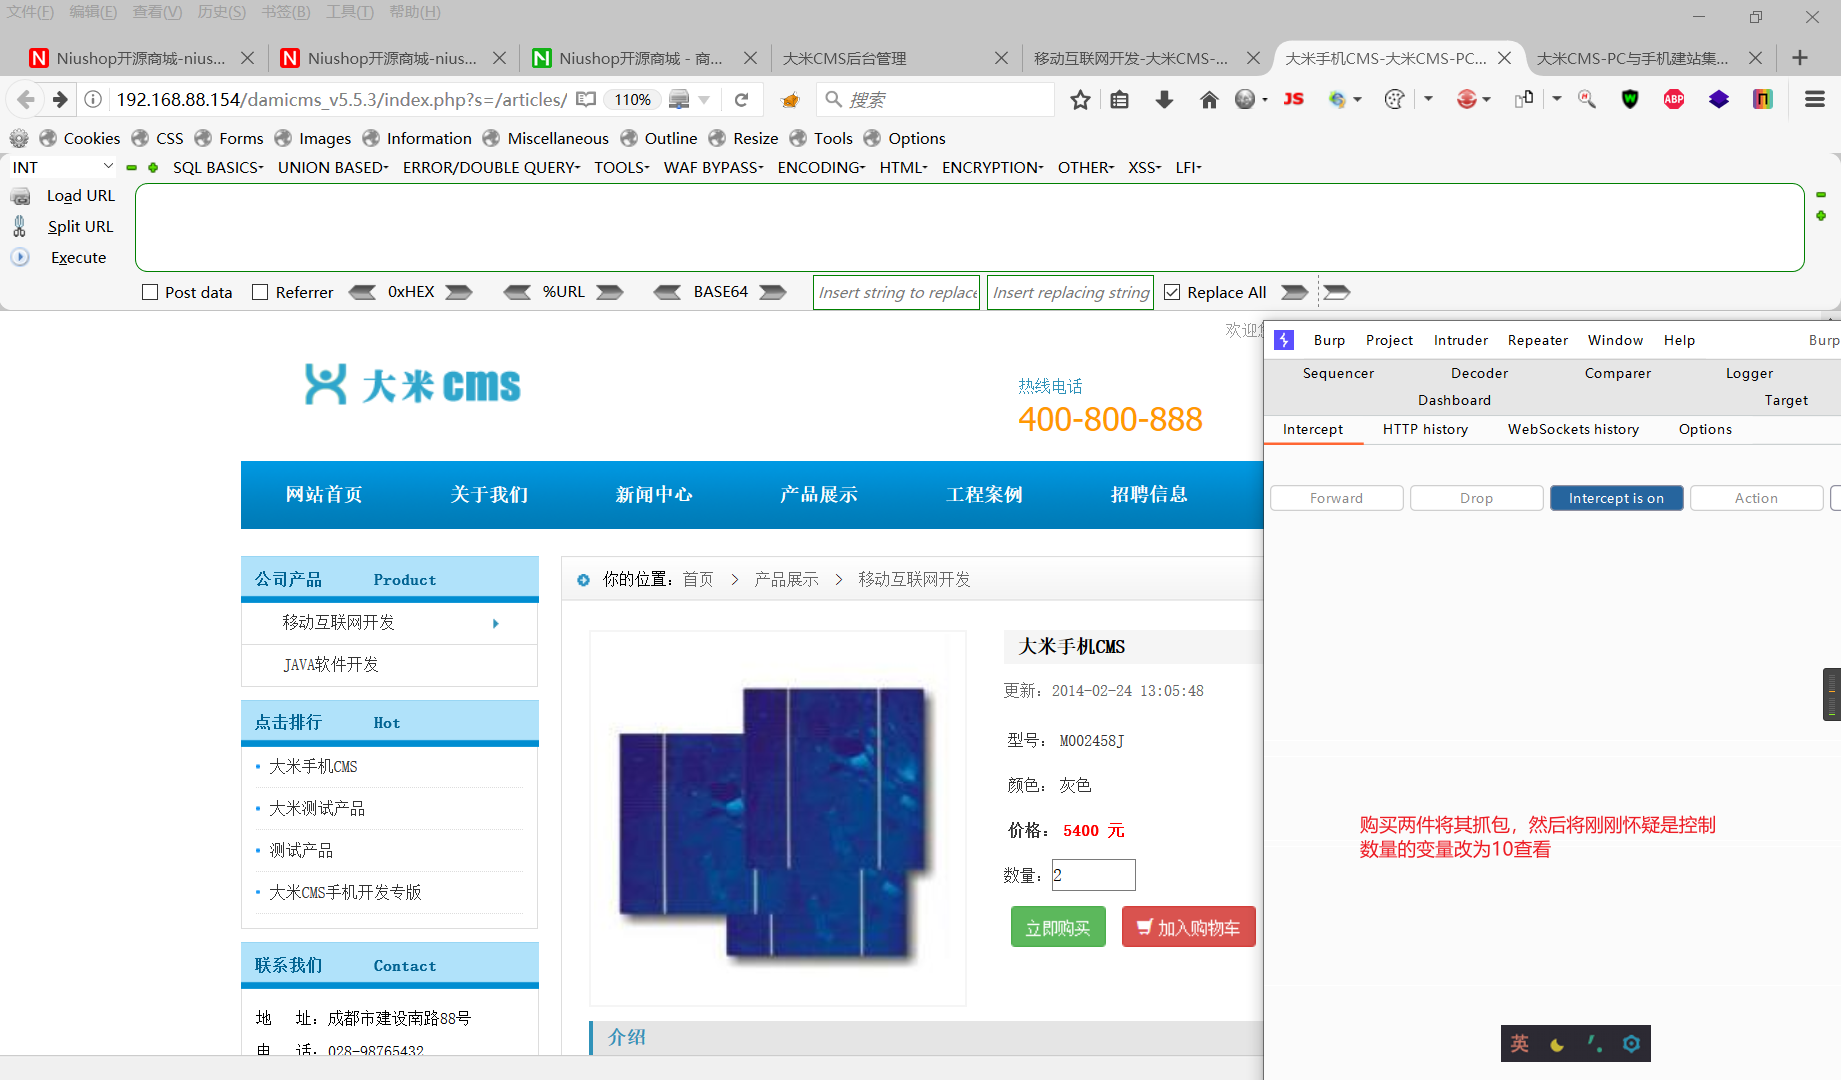 文件(F) 编辑(E) 查看(V) 历史(S) 书签(B) 工具(T) 帮助(H)
Niushop开源商城-nius... Niushop开源商城-nius... Niushop开源商城 - 商... 大米CMS后台管理 移动互联网开发-大米CMS-... 大米手机CMS-大米CMS-PC... 大米CMS-PC与手机建站集...
192.168.88.154/damicms_v5.5.3/index.php?s=/articles/ 110% 搜索 JS ABP
Cookies CSS Forms Images Information Miscellaneous Outline Resize Tools Options
INT SQL BASICS UNION BASED ERROR/DOUBLE QUERY TOOLS WAF BYPASS ENCODING HTML ENCRYPTION OTHER XSS LFI
Load URL
Split URL
Execute
Post data Referrer 0xHEX %URL BASE64 Insert string to replace Insert replacing string Replace All
欢迎
大米cms
热线电话
400-800-888
网站首页 关于我们 新闻中心 产品展示 工程案例 招聘信息
公司产品 Product
移动互联网开发
JAVA软件开发
点击排行 Hot
大米手机CMS
大米测试产品
测试产品
大米CMS手机开发专版
联系我们 Contact
地 址：成都市建设南路88号
电 话：028-98765432
你的位置：首页 > 产品展示 > 移动互联网开发
大米手机CMS
更新：2014-02-24 13:05:48
型号： M002458J
颜色： 灰色
价格： 5400 元
数量：2
立即购买 加入购物车
介绍
Burp Project Intruder Repeater Window Help Burp
Sequencer Decoder Comparer Logger
Dashboard Target
Intercept HTTP history WebSockets history Options
Forward Drop Intercept is on Action
购买两件将其抓包，然后将刚刚怀疑是控制
数量的变量改为10查看
英